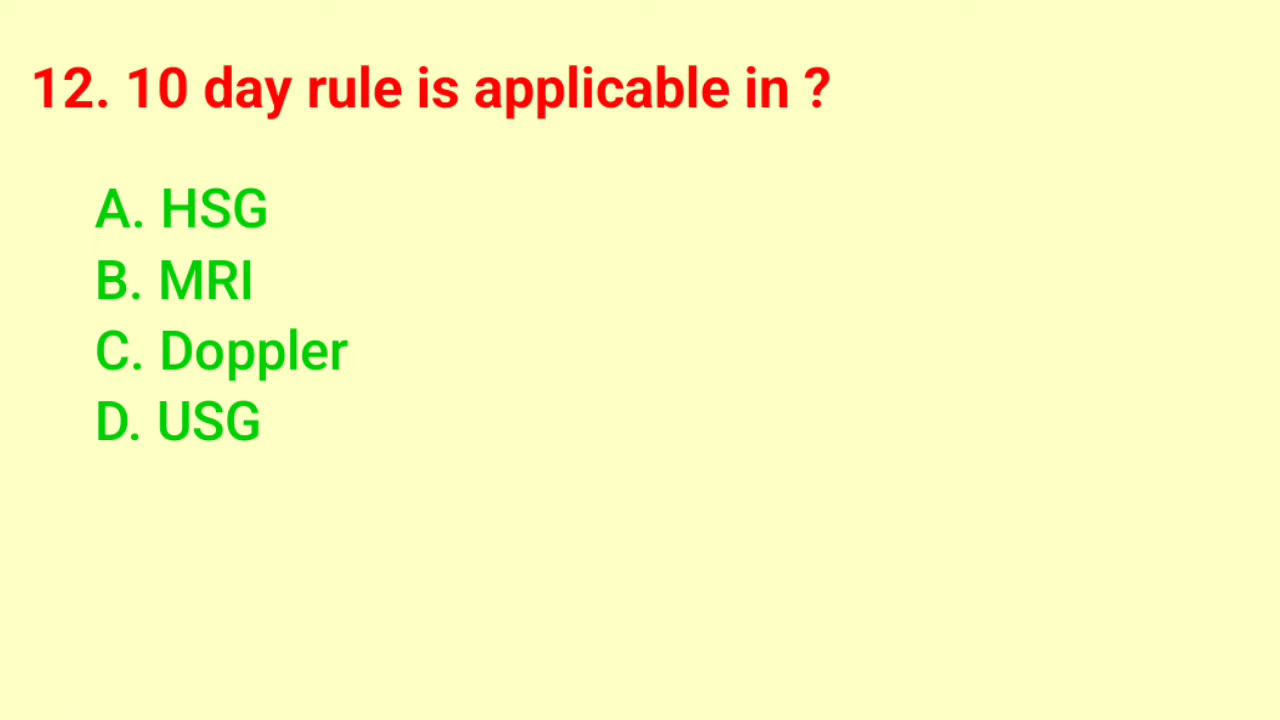 12. 10 day rule is applicable in ?
A. HSG
B. MRI
C. Doppler
D. USG